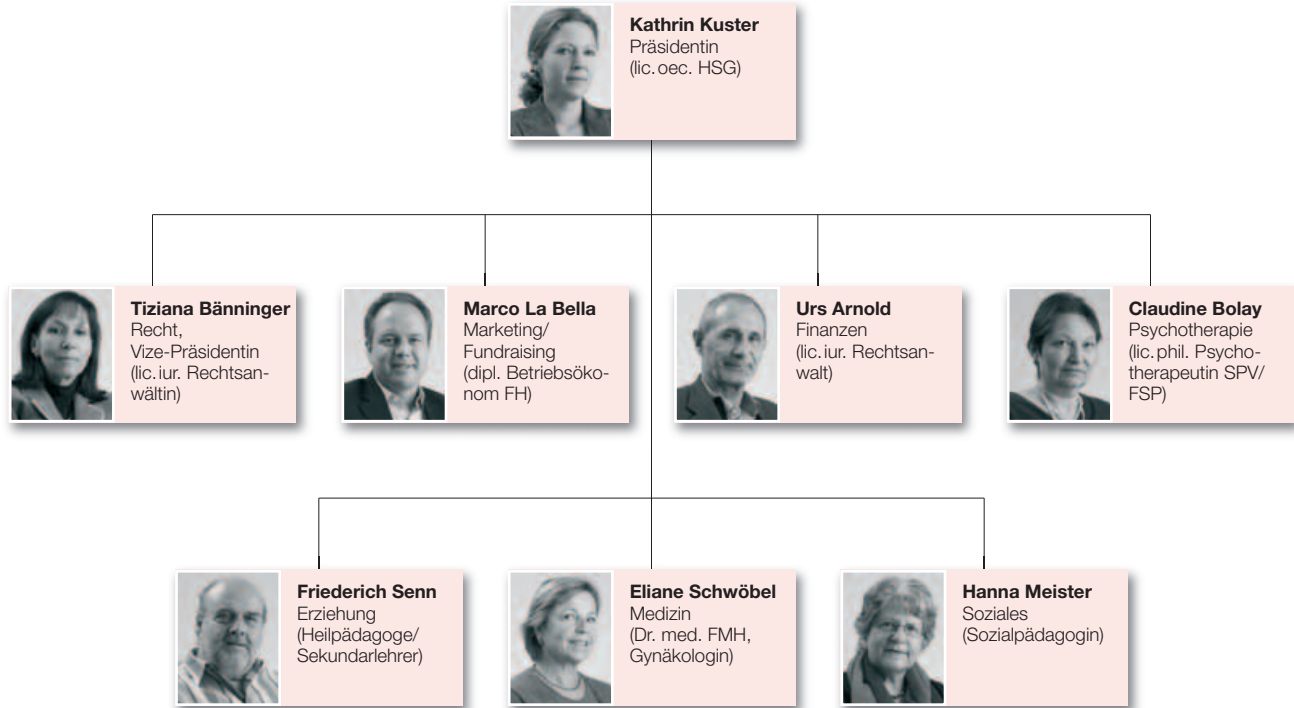 Kathrin Kuster
Präsidentin
(lic. oec. HSG)
Tiziana Bänninger
Recht,
Vize-Präsidentin
(lic. iur. Rechtsan-
wältin)
Marco La Bella
Marketing/
Fundraising
(dipl. Betriebsöko-
nom FH)
Urs Arnold
Finanzen
(lic. iur. Rechtsan-
walt)
Claudine Bolay
Psychotherapie
(lic. phil. Psycho-
therapeutin SPV/
FSP)
Friederich Senn
Erziehung
(Heilpädagoge/
Sekundarlehrer)
Eliane Schwöbel
Medizin
(Dr. med. FMH,
Gynäkologin)
Hanna Meister
Soziales
(Sozialpädagogin)